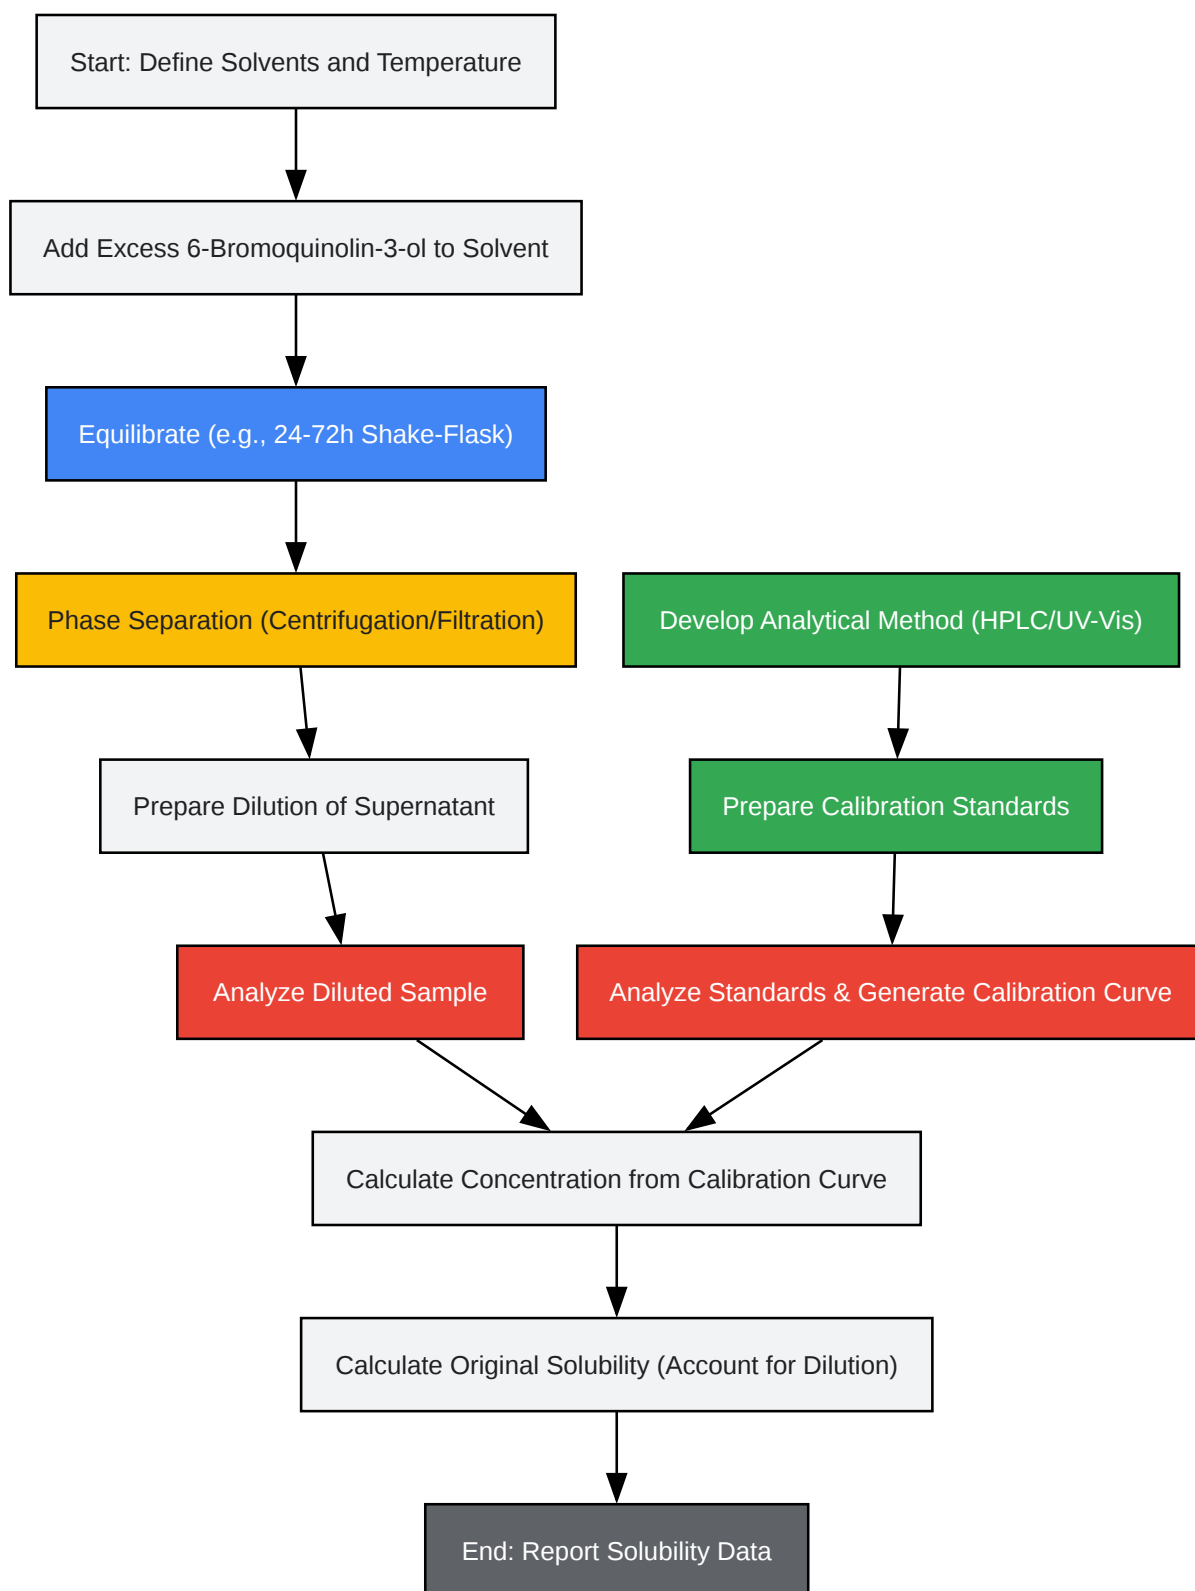 Start: Define Solvents and Temperature
Add Excess 6-Bromoquinolin-3-ol to Solvent
Equilibrate (e.g., 24-72h Shake-Flask)
Phase Separation (Centrifugation/Filtration)
Develop Analytical Method (HPLC/UV-Vis)
Prepare Dilution of Supernatant
Prepare Calibration Standards
Analyze Diluted Sample
Analyze Standards & Generate Calibration Curve
Calculate Concentration from Calibration Curve
Calculate Original Solubility (Account for Dilution)
End: Report Solubility Data